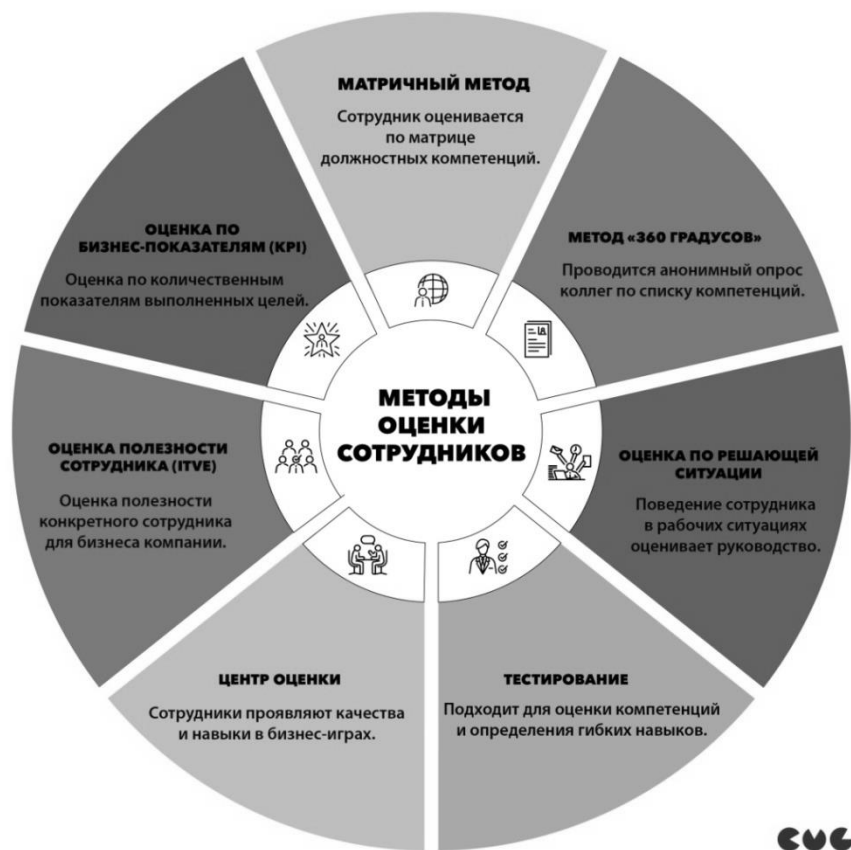 МАТРИЧНЫЙ МЕТОД
Сотрудник оценивается
по матрице
должностных компетенций.
МЕТОД «360 ГРАДУСОВ»
Проводится анонимный опрос
коллег по списку компетенций.
ОЦЕНКА ПО РЕШАЮЩЕЙ
СИТУАЦИИ
Поведение сотрудника
в рабочих ситуациях
оценивает руководство.
ТЕСТИРОВАНИЕ
Подходит для оценки компетенций
и определения гибких навыков.
ЦЕНТР ОЦЕНКИ
Сотрудники проявляют качества
и навыки в бизнес-играх.
ОЦЕНКА ПОЛЕЗНОСТИ
СОТРУДНИКА (ITVE)
Оценка полезности
конкретного сотрудника
для бизнеса компании.
ОЦЕНКА ПО
БИЗНЕС-ПОКАЗАТЕЛЯМ (KPI)
Оценка по количественным
показателям выполненных целей.
МЕТОДЫ
ОЦЕНКИ
СОТРУДНИКОВ